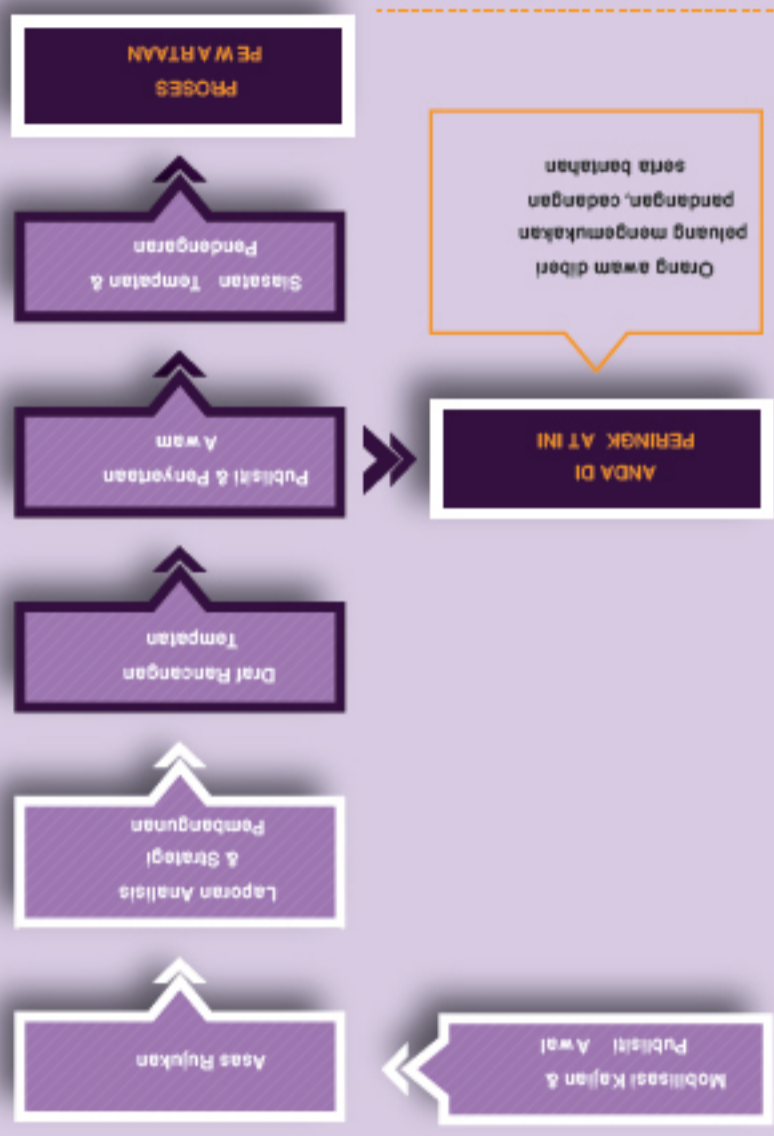 Mobilisasi Kajian &
Publisiti Awal
Asas Rujukan
Laporan Analisis
& Strategi
Pembangunan
Draf Rancangan
Tempatan
ANDA DI
PERINGKAT INI
Publisiti & Penyertaan
Awam
Orang awam diberi
peluang mengemukakan
pandangan, cadangan
serta bantahan
Siasatan Tempatan &
Pendengaran
PROSES
PEWARTAAN